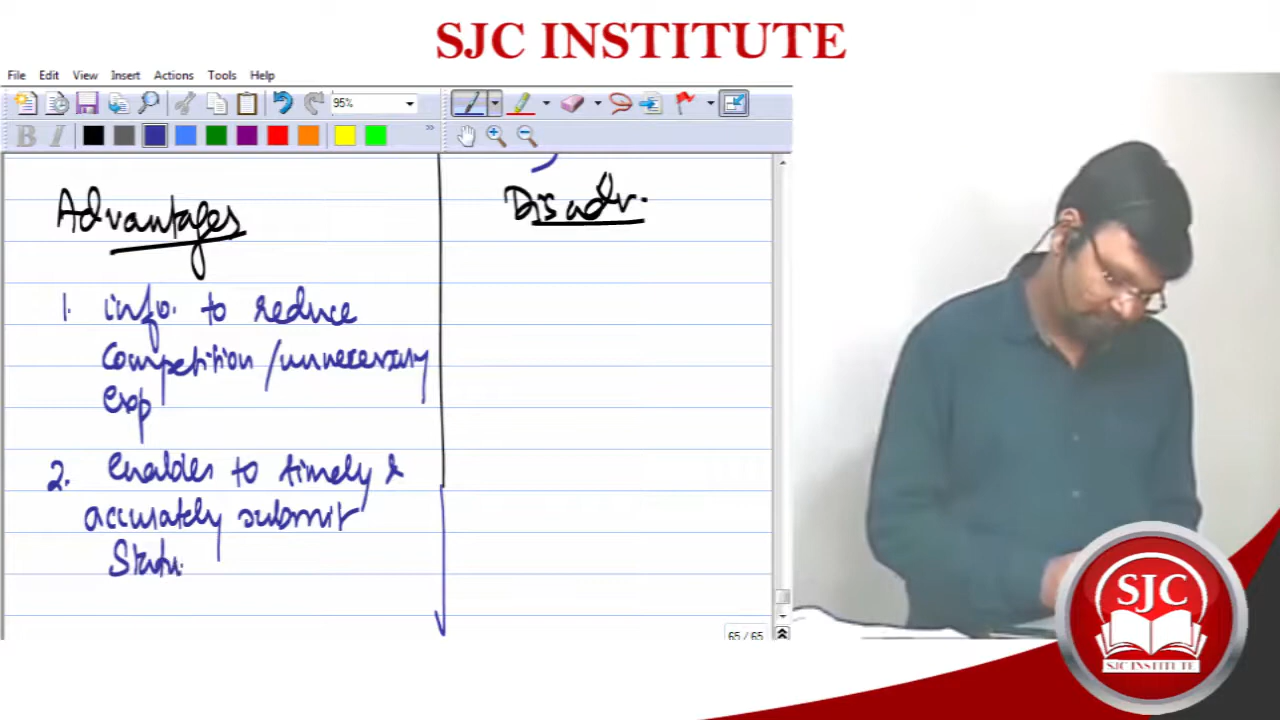 SJC INSTITUTE
File Edit View Insert Actions Tools Help
95%
B I
Advantages
Disadv.
1. info. to reduce
Competition / unnecessary
Exp
2. enables to timely &
accurately submit
Statu.
65 / 65
SJC
SJC INSTITUTE